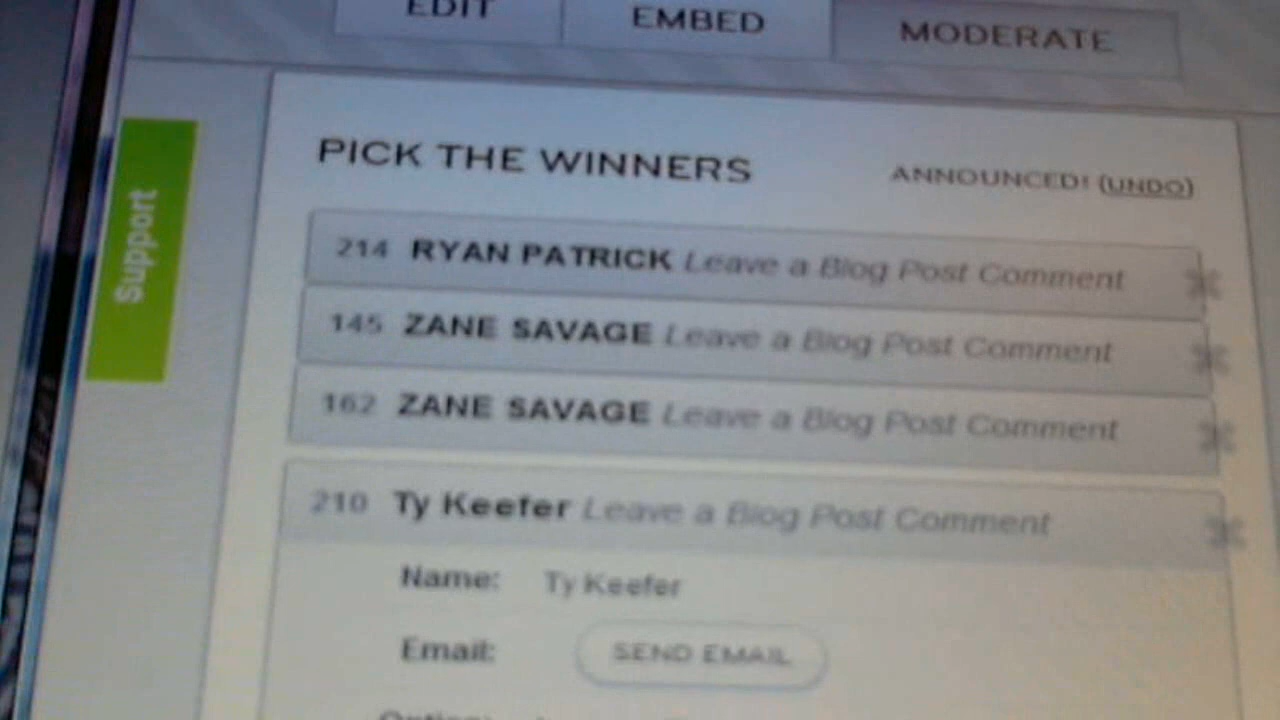 EDIT EMBED MODERATE
Support
PICK THE WINNERS ANNOUNCED! (UNDO)
214 RYAN PATRICK Leave a Blog Post Comment
145 ZANE SAVAGE Leave a Blog Post Comment
162 ZANE SAVAGE Leave a Blog Post Comment
210 Ty Keefer Leave a Blog Post Comment
Name: Ty Keefer
Email: SEND EMAIL